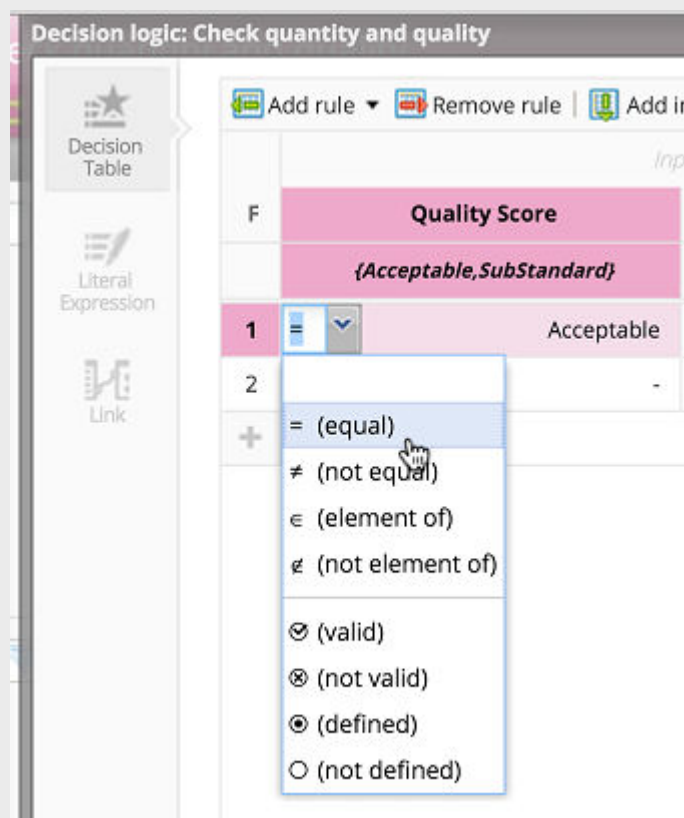 Decision logic: Check quantity and quality
Decision
Table
Add rule Remove rule Add
F Quality Score
{Acceptable,SubStandard}
Literal
Expression
1 = Acceptable
2 -
Link
= (equal)
≠ (not equal)
∈ (element of)
∉ (not element of)
(valid)
(not valid)
(defined)
(not defined)